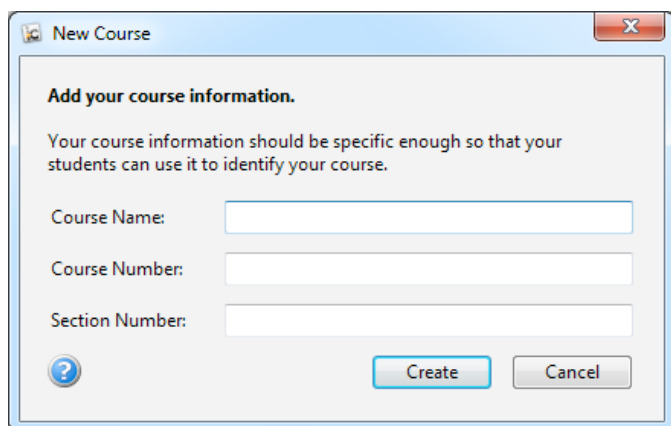 New Course
Add your course information.
Your course information should be specific enough so that your
students can use it to identify your course.
Course Name:
Course Number:
Section Number:
? Create Cancel